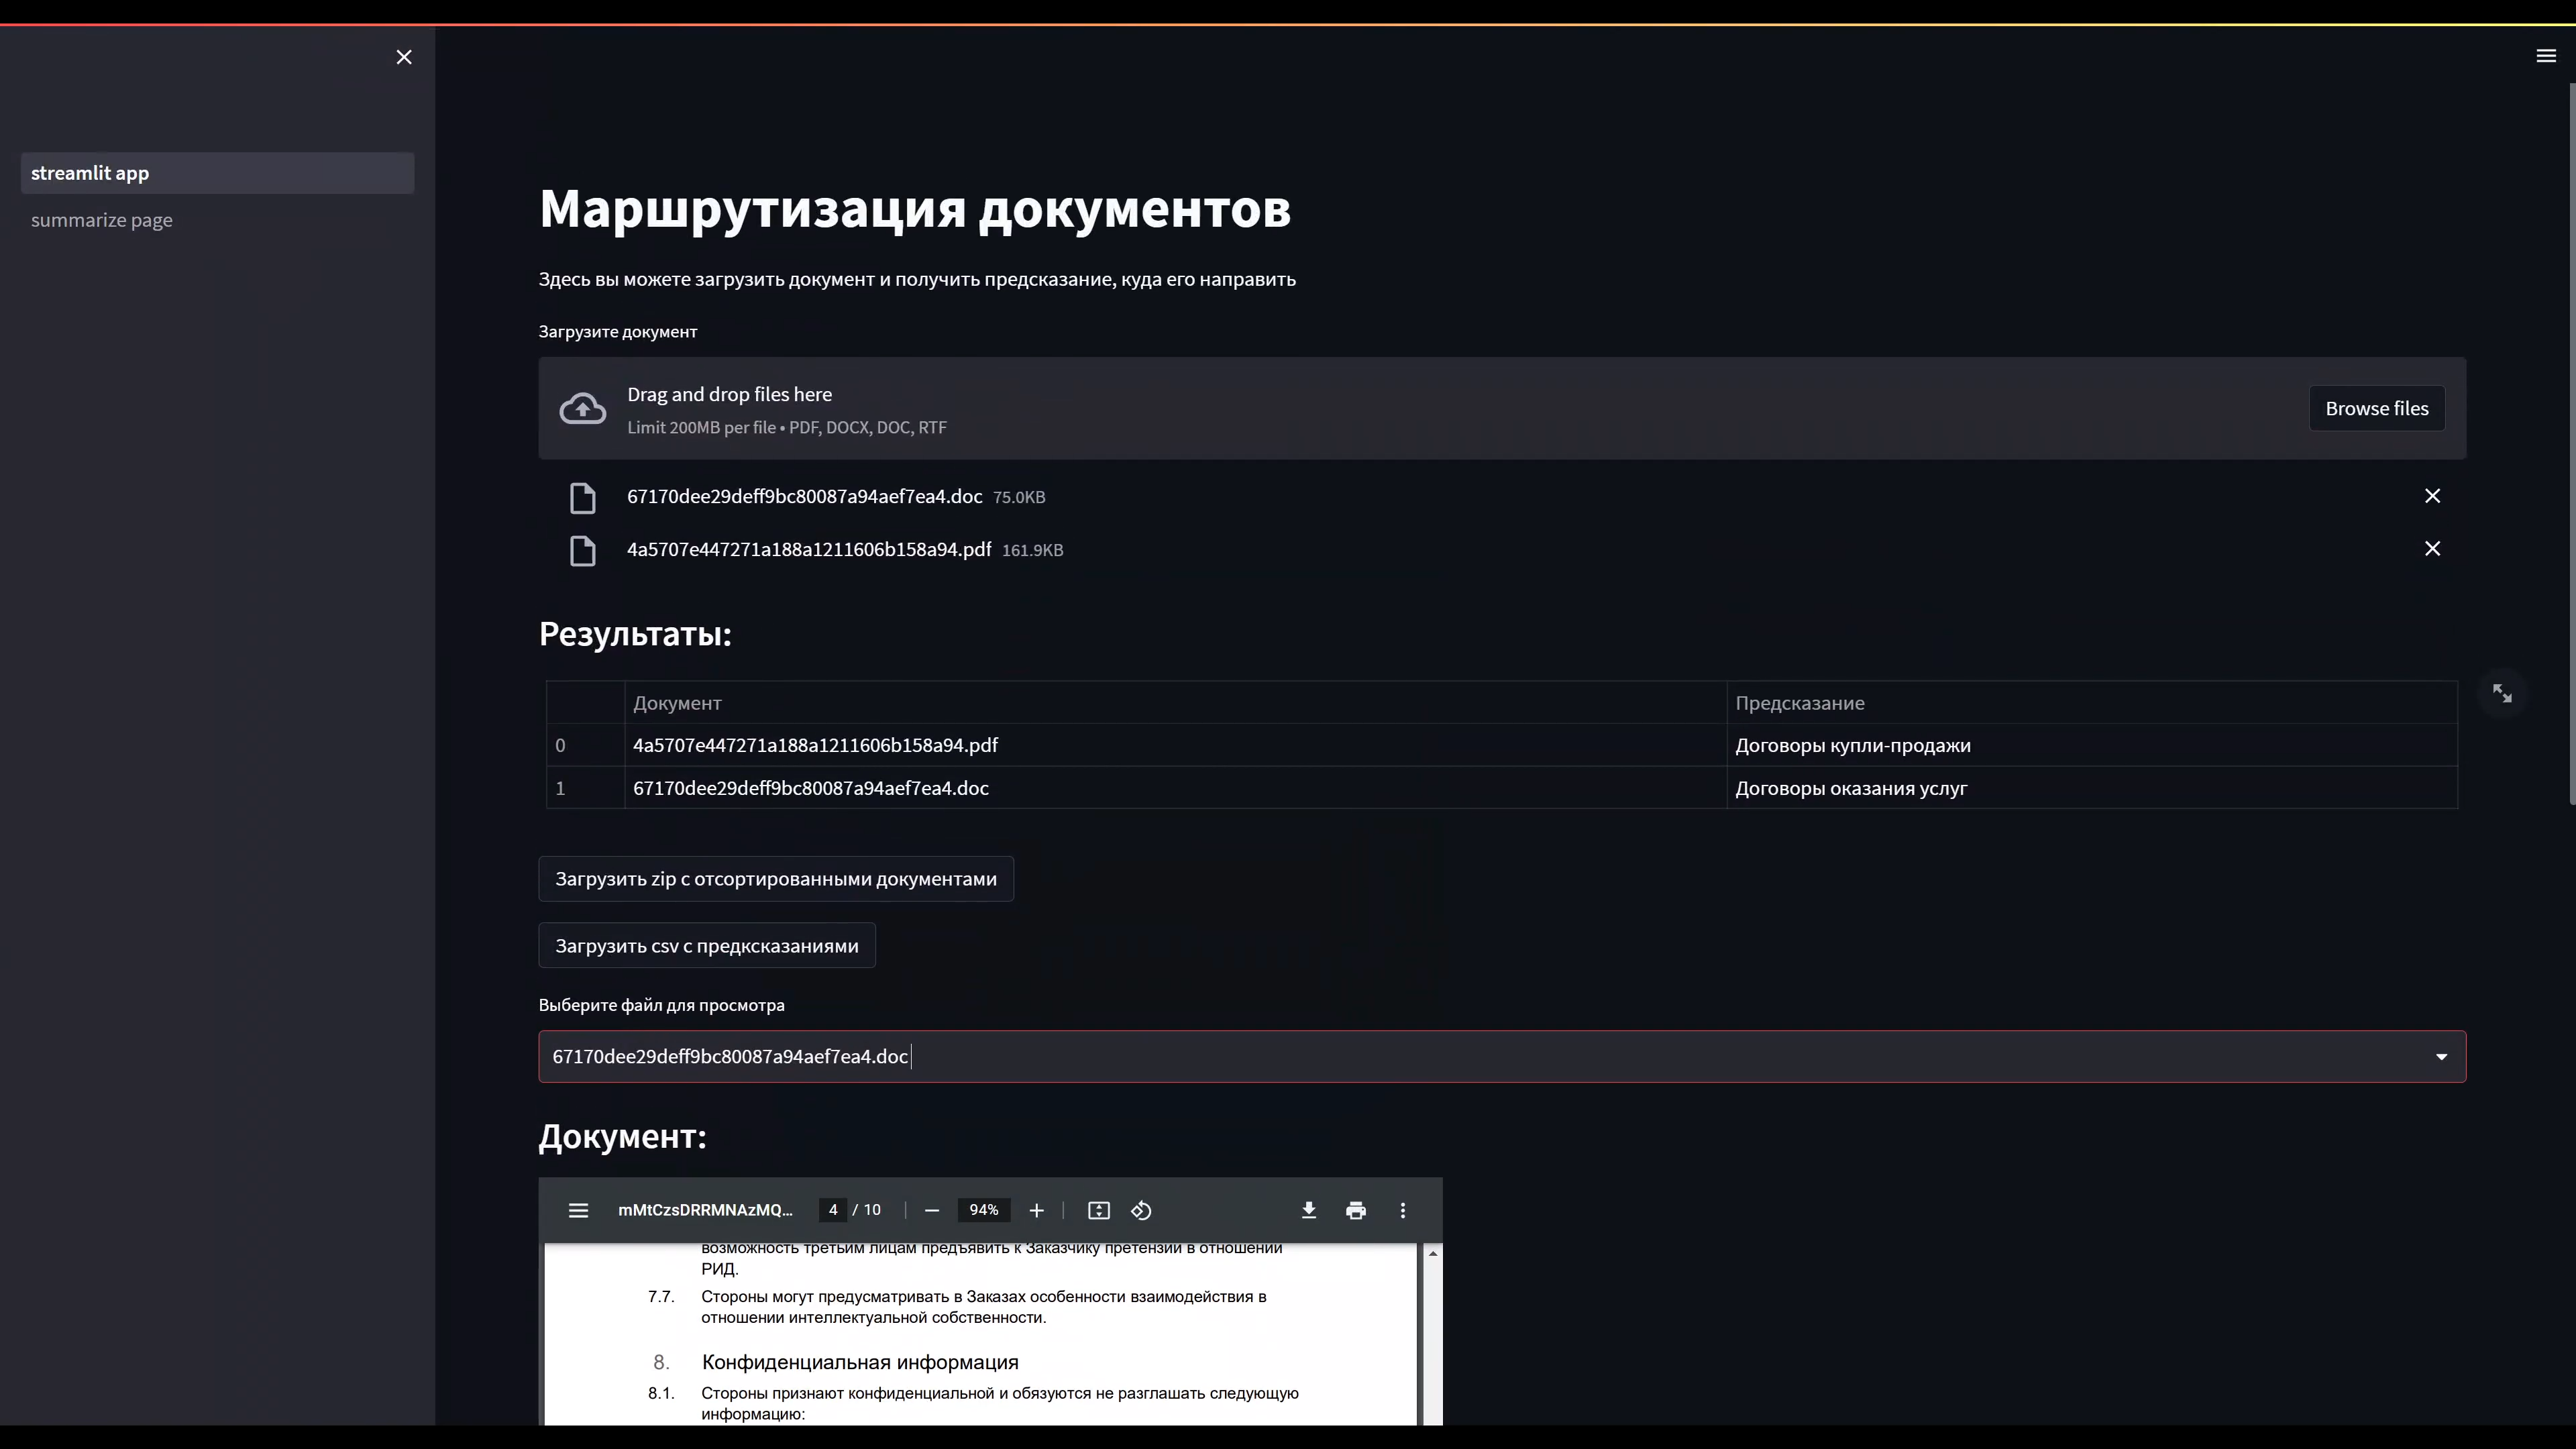 streamlit app
summarize page
Маршрутизация документов
Здесь вы можете загрузить документ и получить предсказание, куда его направить
Загрузите документ
Drag and drop files here
Limit 200MB per file • PDF, DOCX, DOC, RTF
Browse files
67170dee29deff9bc80087a94aef7ea4.doc 75.0KB
4a5707e447271a188a1211606b158a94.pdf 161.9KB
Результаты:
Документ Предсказание
0 4a5707e447271a188a1211606b158a94.pdf Договоры купли-продажи
1 67170dee29deff9bc80087a94aef7ea4.doc Договоры оказания услуг
Загрузить zip с отсортированными документами
Загрузить csv с предксказаниями
Выберите файл для просмотра
67170dee29deff9bc80087a94aef7ea4.doc
Документ:
mMtCzsDRRMNAzMQ... 4 / 10 94%
возможность третьим лицам предъявить к Заказчику претензии в отношении
РИД.
7.7. Стороны могут предусматривать в Заказах особенности взаимодействия в
отношении интеллектуальной собственности.
8. Конфиденциальная информация
8.1. Стороны признают конфиденциальной и обязуются не разглашать следующую
информацию: